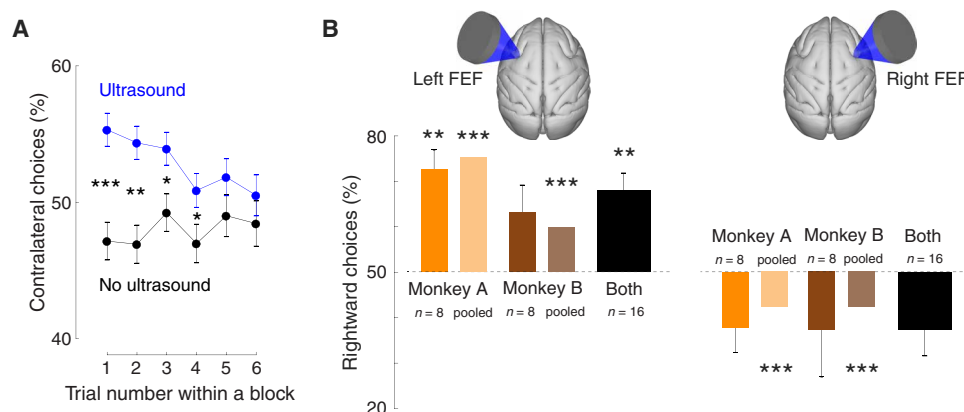 A
60
50
40
Contralateral choices (%)
Ultrasound
***
**
*
*
No ultrasound
1 2 3 4 5 6
Trial number within a block
B
Left FEF
Right FEF
80
50
20
Rightward choices (%)
** *** *** **
Monkey A Monkey B Both
n = 8 pooled n = 8 pooled n = 16
Monkey A Monkey B Both
n = 8 pooled n = 8 pooled n = 16
*** ***